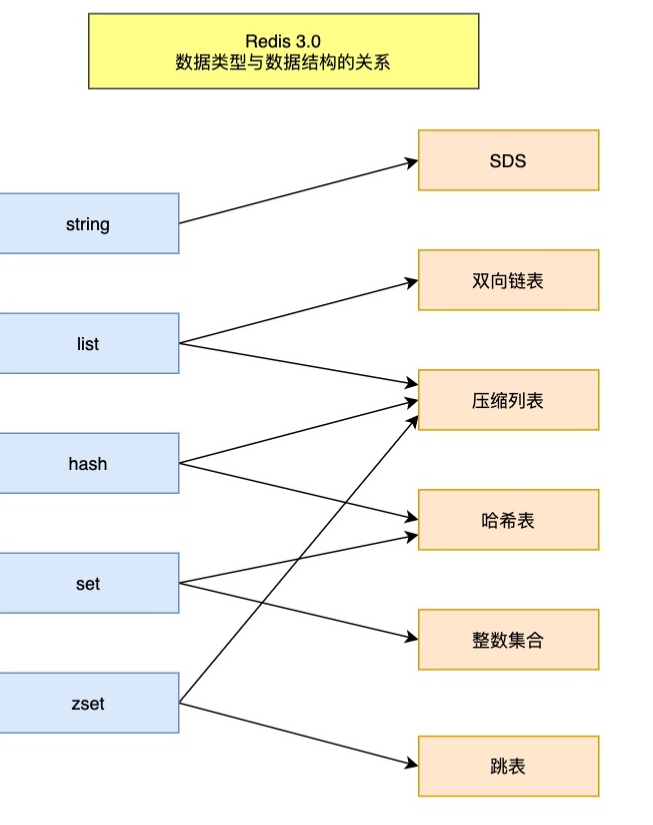 Redis 3.0
数据类型与数据结构的关系
SDS
string
双向链表
list
压缩列表
hash
哈希表
set
整数集合
zset
跳表